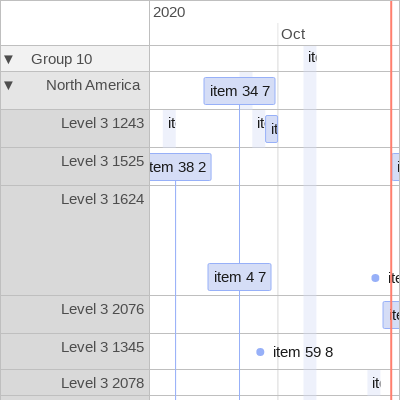 2020
Oct
▼ Group 10
it
▼ North America
item 34 7
Level 3 1243
it
it
it
Level 3 1525
tem 38 2
i
Level 3 1624
item 4 7
ite
Level 3 2076
ite
Level 3 1345
item 59 8
Level 3 2078
it